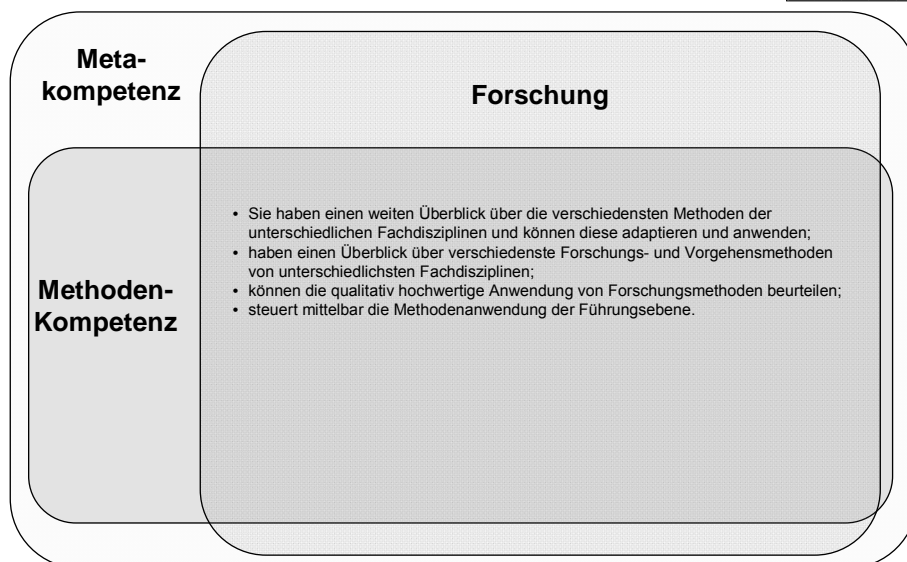 Meta-
kompetenz
Forschung
• Sie haben einen weiten Überblick über die verschiedensten Methoden der
unterschiedlichen Fachdisziplinen und können diese adaptieren und anwenden;
• haben einen Überblick über verschiedenste Forschungs- und Vorgehensmethoden
von unterschiedlichsten Fachdisziplinen;
• können die qualitativ hochwertige Anwendung von Forschungsmethoden beurteilen;
• steuert mittelbar die Methodenanwendung der Führungsebene.
Methoden-
Kompetenz